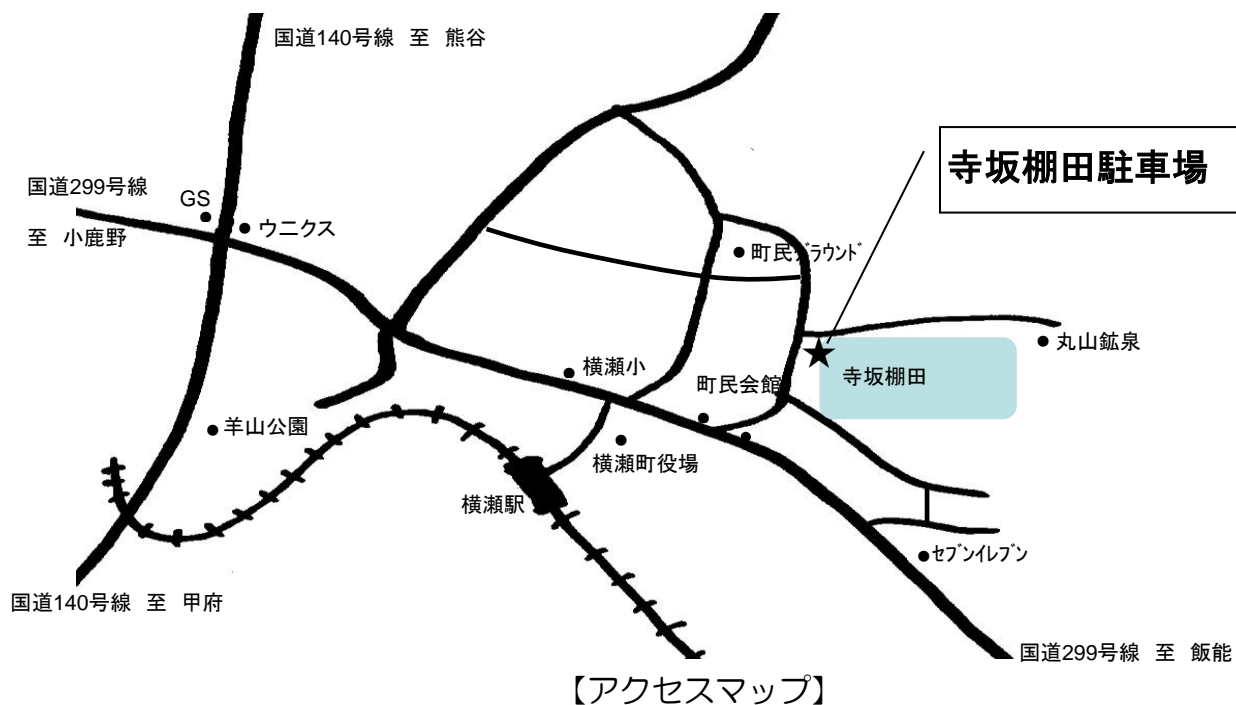 国道140号線 至 熊谷
寺坂棚田駐車場
国道299号線
GS
ウニクス
至 小鹿野
町民ｸﾞﾗｳﾝﾄﾞ
丸山鉱泉
横瀬小
町民会館
寺坂棚田
羊山公園
横瀬町役場
横瀬駅
ｾﾌﾞﾝｲﾚﾌﾞﾝ
国道140号線 至 甲府
国道299号線 至 飯能
【アクセスマップ】